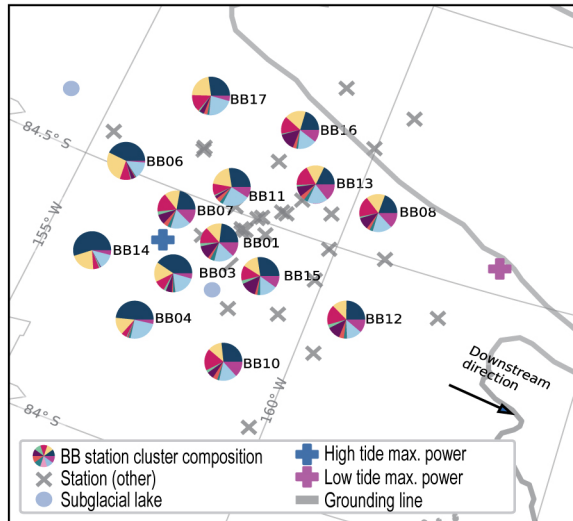 BB17
BB16
84.5° S
BB06
BB13
BB11
BB07
BB08
155° W
BB01
BB14
BB03
BB15
BB04
BB12
BB10
Downstream
direction
160° W
84° S
BB station cluster composition
Station (other)
Subglacial lake
High tide max. power
Low tide max. power
Grounding line